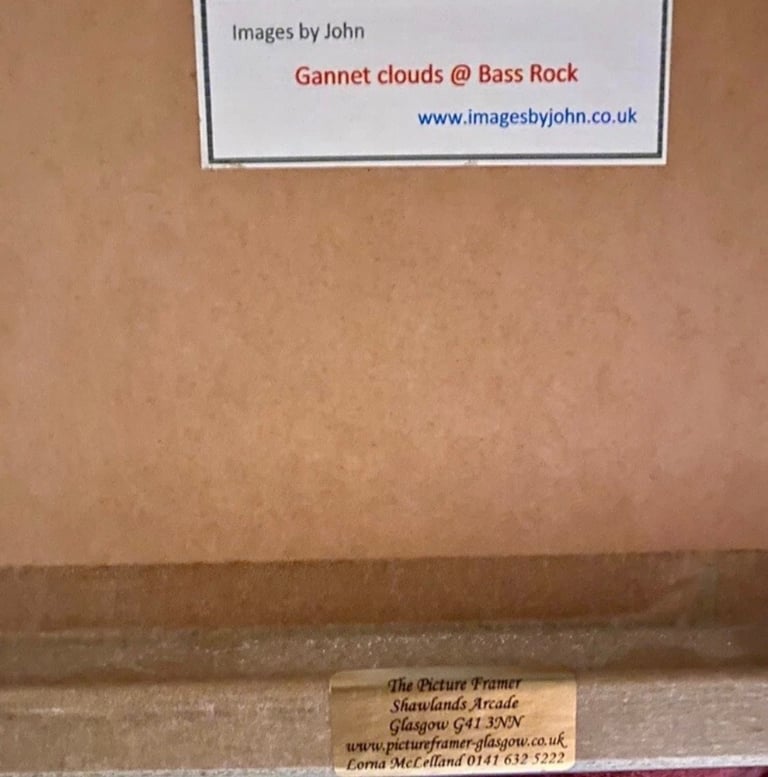 Images by John
Gannet clouds @ Bass Rock
www.imagesbyjohn.co.uk
The Picture Framer
Shawlands Arcade
Glasgow G41 3NN
www.pictureframer-glasgow.co.uk
Lorna McLelland 0141 632 5222